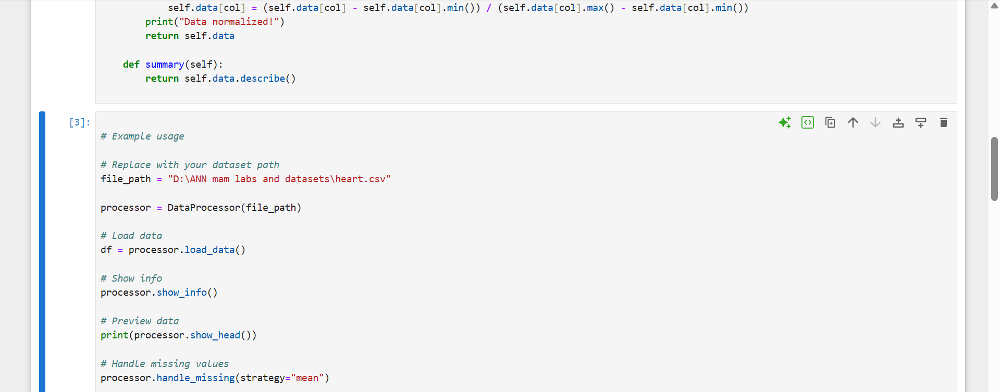 self.data[col] = (self.data[col] - self.data[col].min()) / (self.data[col].max() - self.data[col].min())
    print("Data normalized!")
    return self.data
def summary(self):
    return self.data.describe()
[3]:
# Example usage
# Replace with your dataset path
file_path = "D:\ANN mam labs and datasets\heart.csv"
processor = DataProcessor(file_path)
# Load data
df = processor.load_data()
# Show info
processor.show_info()
# Preview data
print(processor.show_head())
# Handle missing values
processor.handle_missing(strategy="mean")